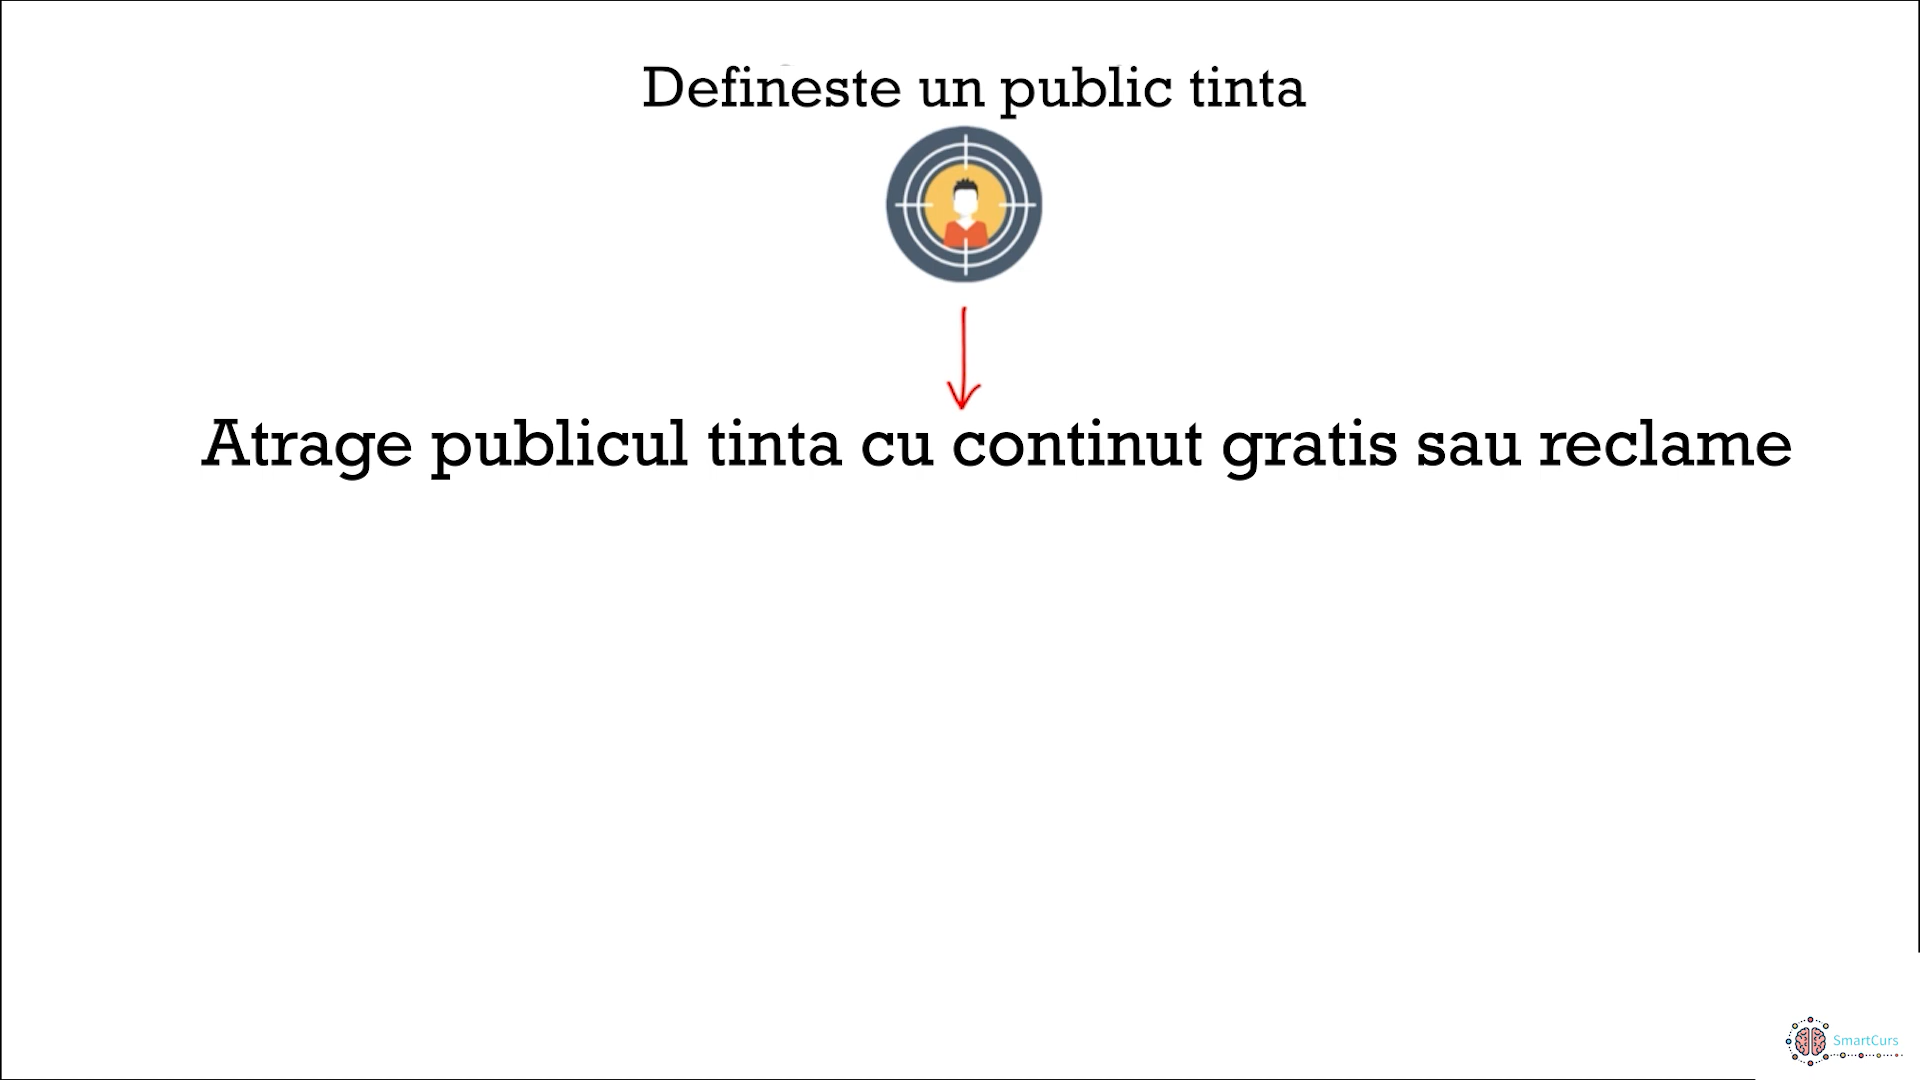 Defineste un public tinta
Atrage publicul tinta cu continut gratis sau reclame
SmartCurs